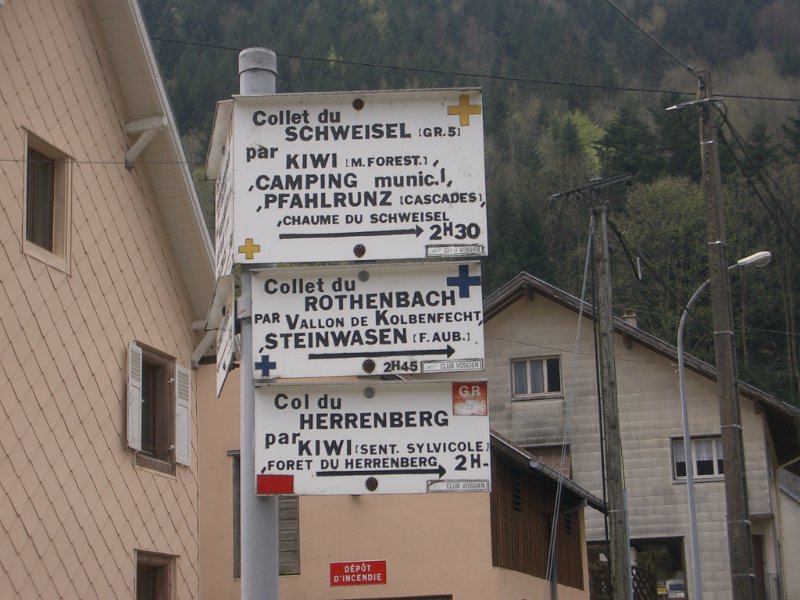 Collet du
SCHWEISEL [GR.5]
par KIWI [M.FOREST.],
,CAMPING munic.I,
,PFAHLRUNZ [CASCADES],
,CHAUME DU SCHWEISEL
2H30
CLUB VOSGIEN
Collet du
ROTHENBACH
PAR VALLON DE KOLBENFECHT,
,STEINWASEN [F.AUB.]
2H45
CLUB VOSGIEN
GR
5
Col du
HERRENBERG
par KIWI [SENT. SYLVICOLE]
,FORET DU HERRENBERG 2H-
CLUB VOSGIEN
DÉPÔT
D'INCENDIE